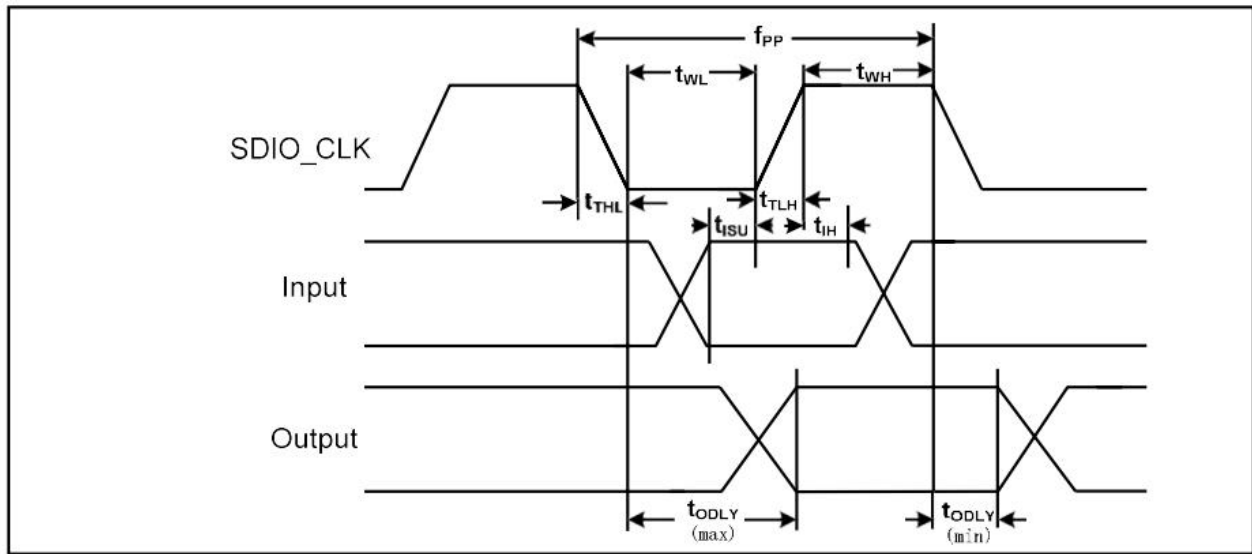 fPP
tWL
tWH
SDIO_CLK
tTHL
tTLH
tISU
tIH
Input
Output
tODLY
(max)
tODLY
(min)